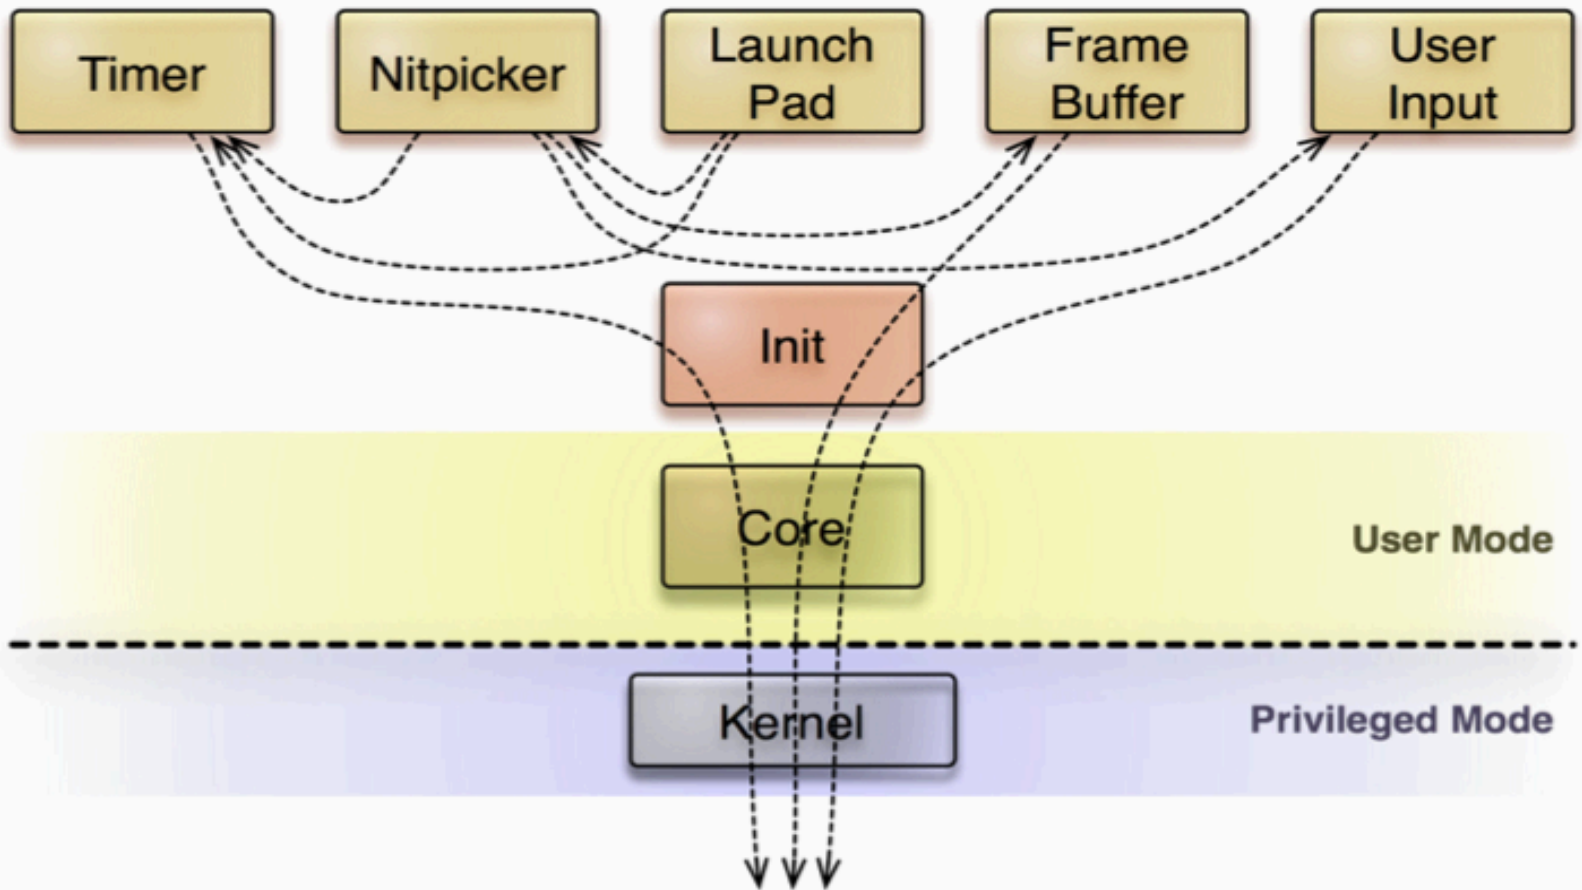 Timer
Nitpicker
Launch
Pad
Frame
Buffer
User
Input
Init
Core
User Mode
Kernel
Privileged Mode